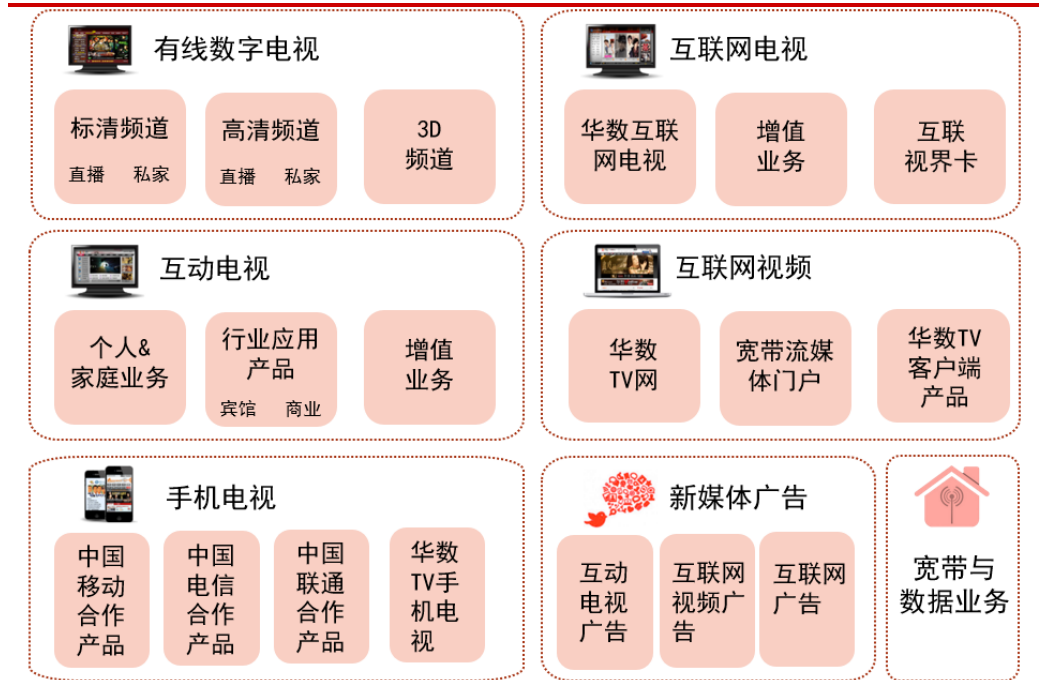 有线数字电视
标清频道
直播 私家
高清频道
直播 私家
3D
频道
互联网电视
华数互联
网电视
增值
业务
互联
视界卡
互动电视
个人&
家庭业务
行业应用
产品
宾馆 商业
增值
业务
互联网视频
华数
TV网
宽带流媒
体门户
华数TV
客户端
产品
手机电视
中国
移动
合作
产品
中国
电信
合作
产品
中国
联通
合作
产品
华数
TV手
机电
视
新媒体广告
互动
电视
广告
互联网
视频广
告
互联网
广告
宽带与
数据业务